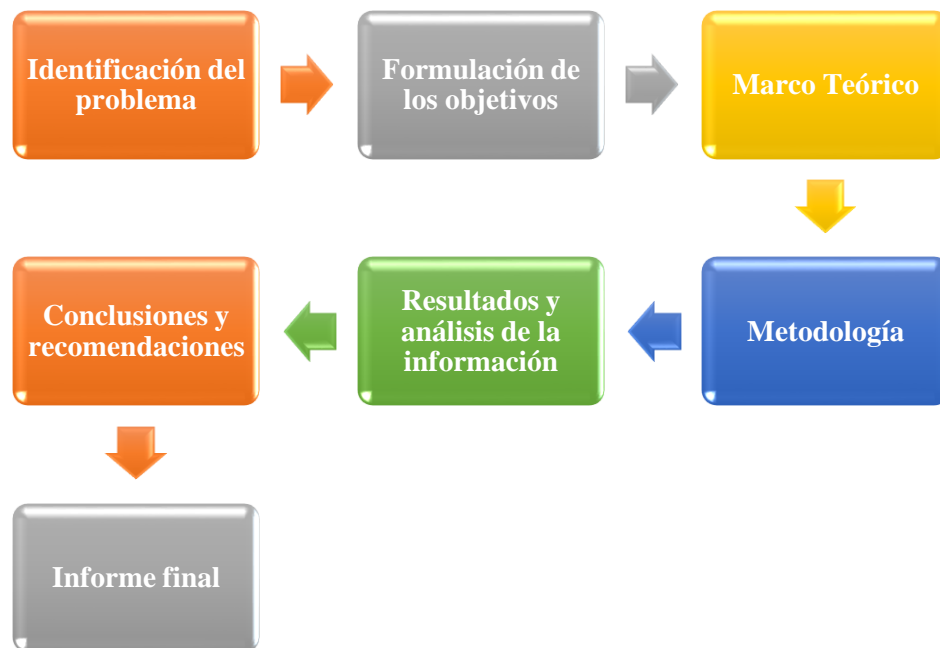 Identificación del
problema
Formulación de
los objetivos
Marco Teórico
Metodología
Resultados y
análisis de la
información
Conclusiones y
recomendaciones
Informe final